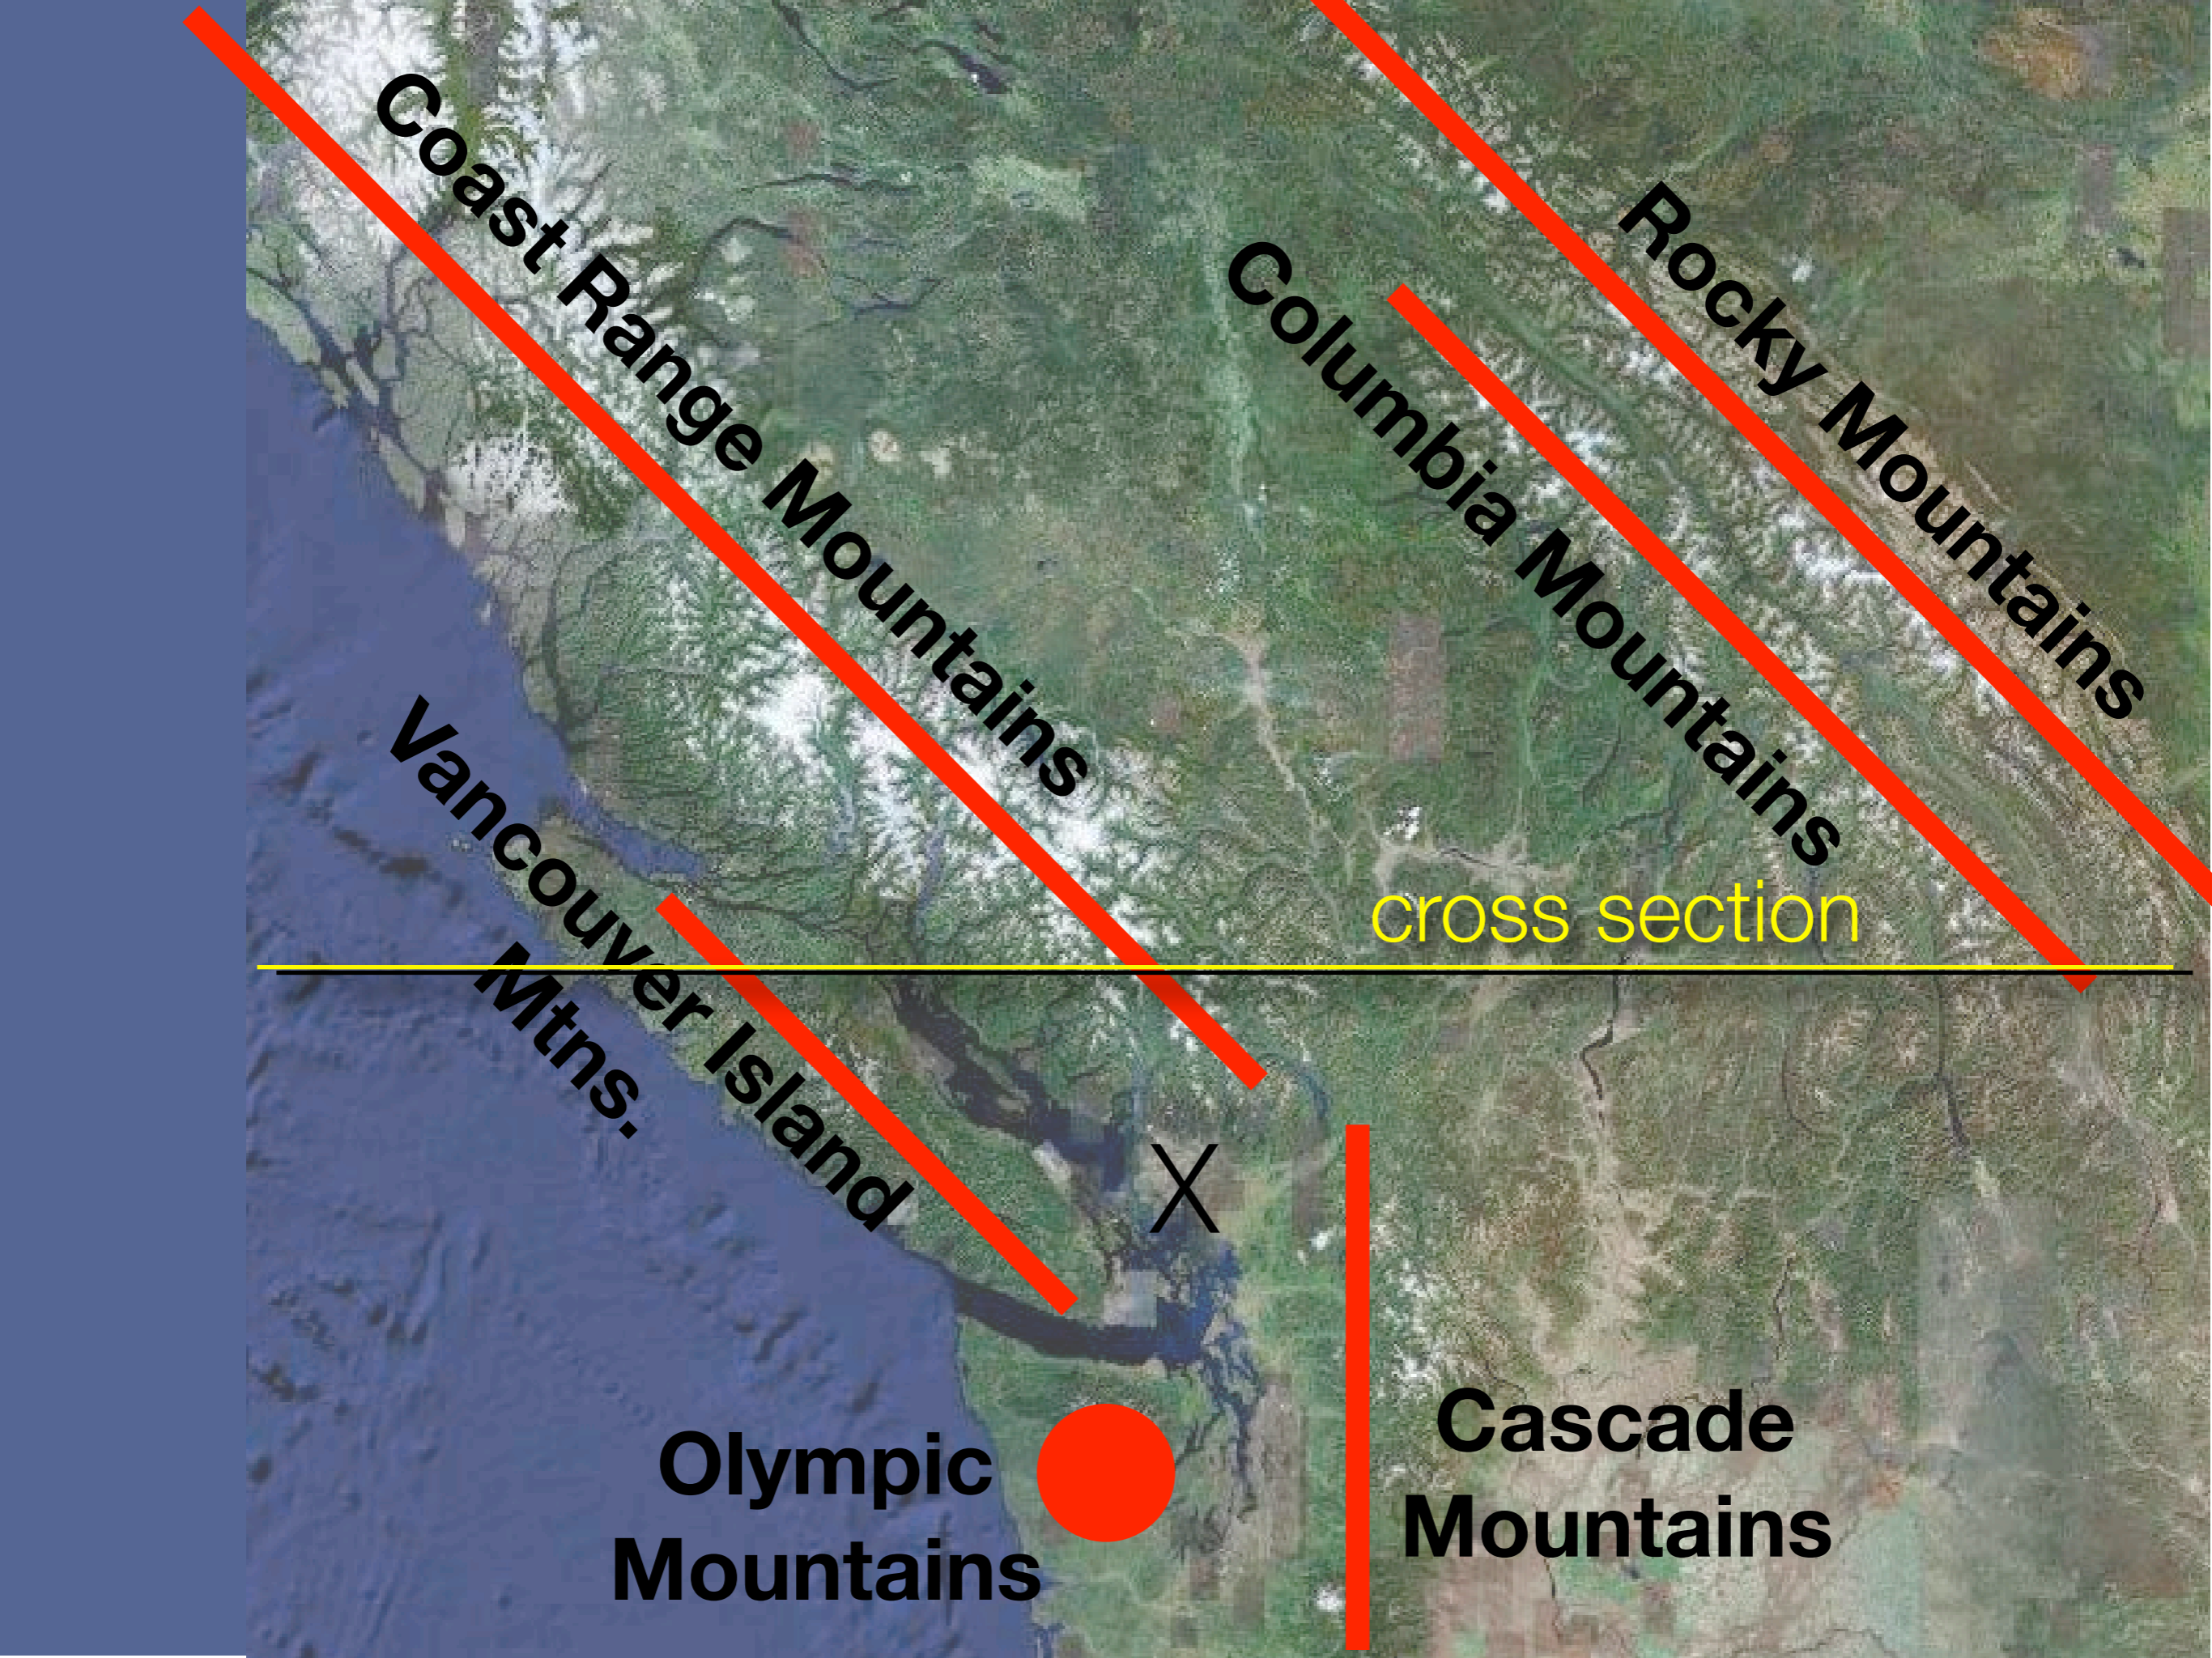 Coast Range Mountains
Rocky Mountains
Columbia Mountains
Vancouver Island
Mtns.
cross section
X
Olympic
Mountains
Cascade
Mountains